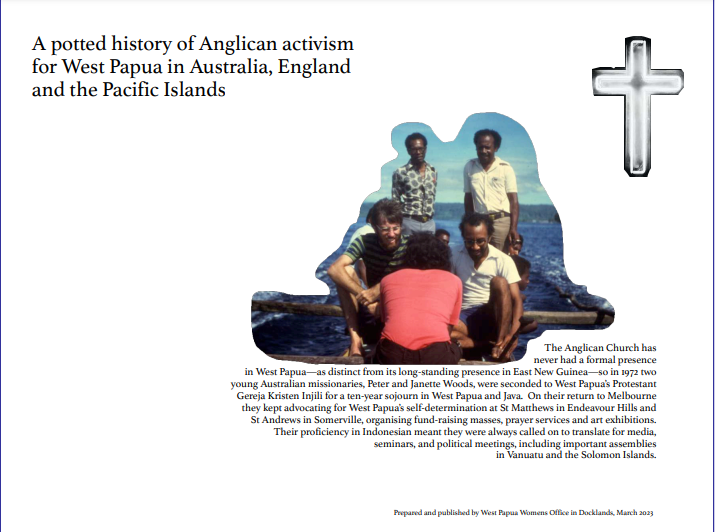 A potted history of Anglican activism
for West Papua in Australia, England
and the Pacific Islands
The Anglican Church has
never had a formal presence
in West Papua—as distinct from its long-standing presence in East New Guinea—so in 1972 two
young Australian missionaries, Peter and Janette Woods, were seconded to West Papua's Protestant
Gereja Kristen Injili for a ten-year sojourn in West Papua and Java.  On their return to Melbourne
they kept advocating for West Papua's self-determination at St Matthews in Endeavour Hills and
St Andrews in Somerville, organising fund-raising masses, prayer services and art exhibitions.
Their proficiency in Indonesian meant they were always called on to translate for media,
seminars, and political meetings, including important assemblies
in Vanuatu and the Solomon Islands.
Prepared and published by West Papua Womens Office in Docklands, March 2023